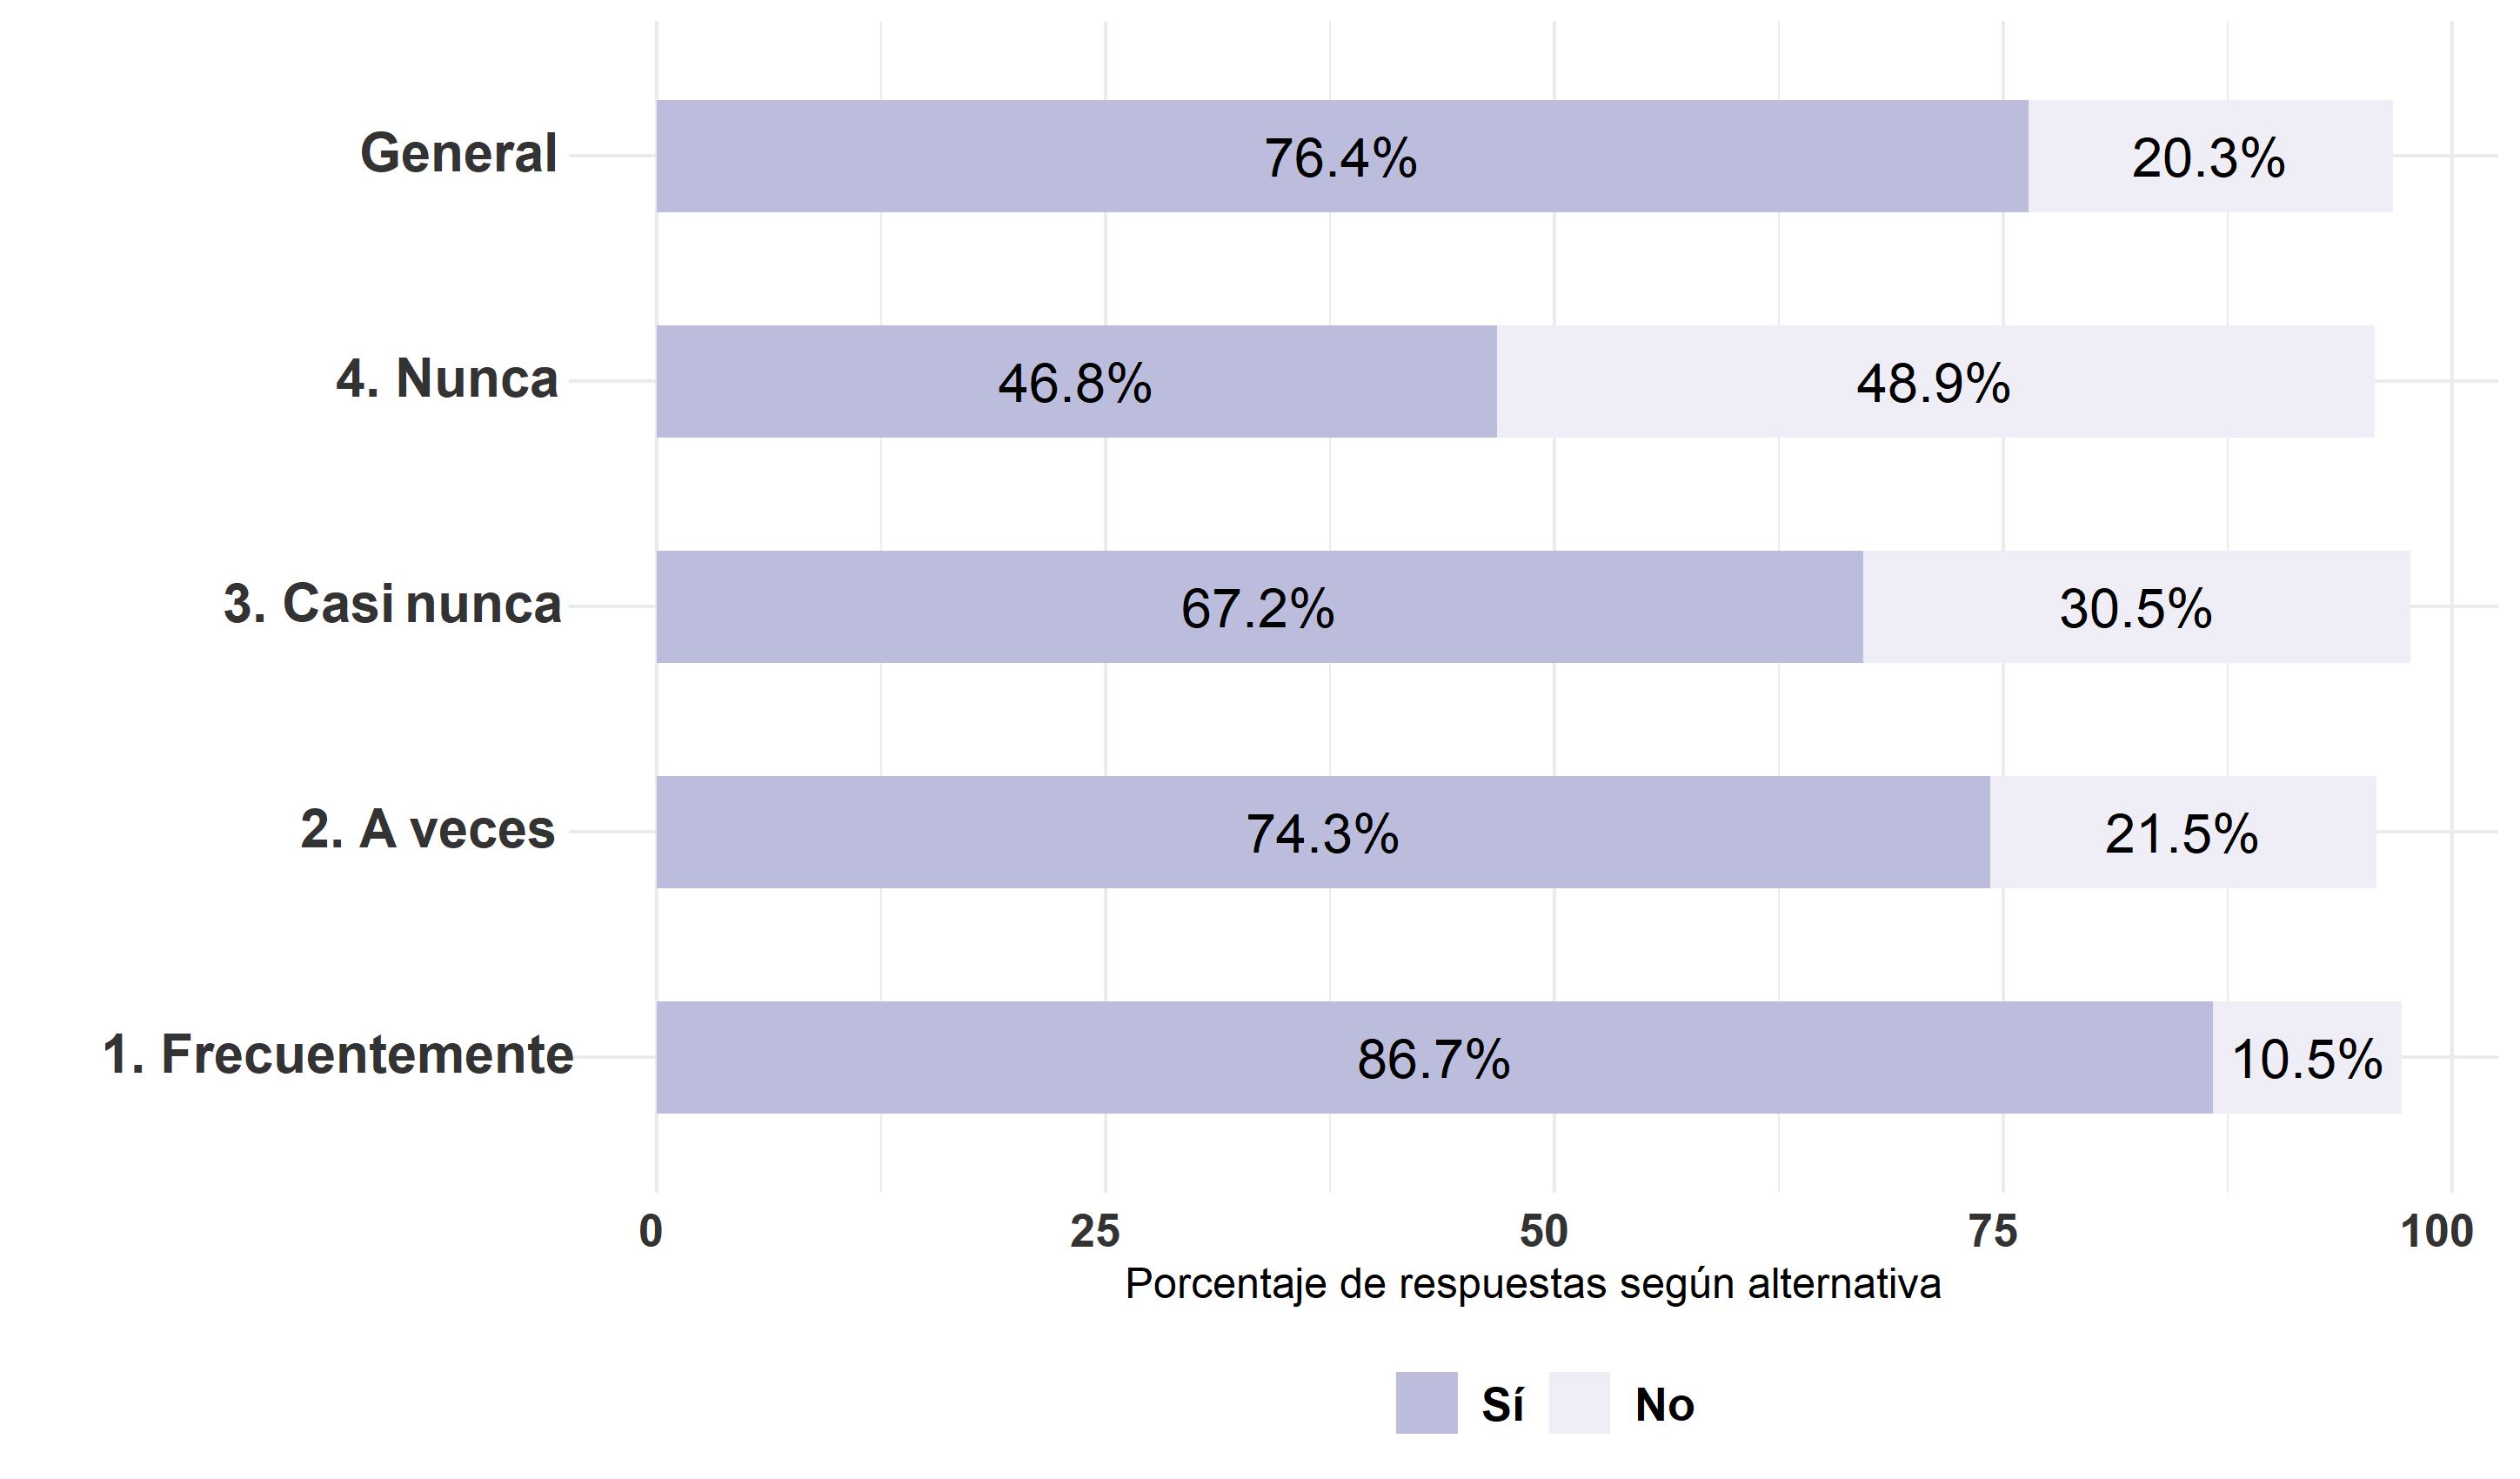 General 76.4% 20.3%
4. Nunca 46.8% 48.9%
3. Casi nunca 67.2% 30.5%
2. A veces 74.3% 21.5%
1. Frecuentemente 86.7% 10.5%
0 25 50 75 100
Porcentaje de respuestas según alternativa
Sí No